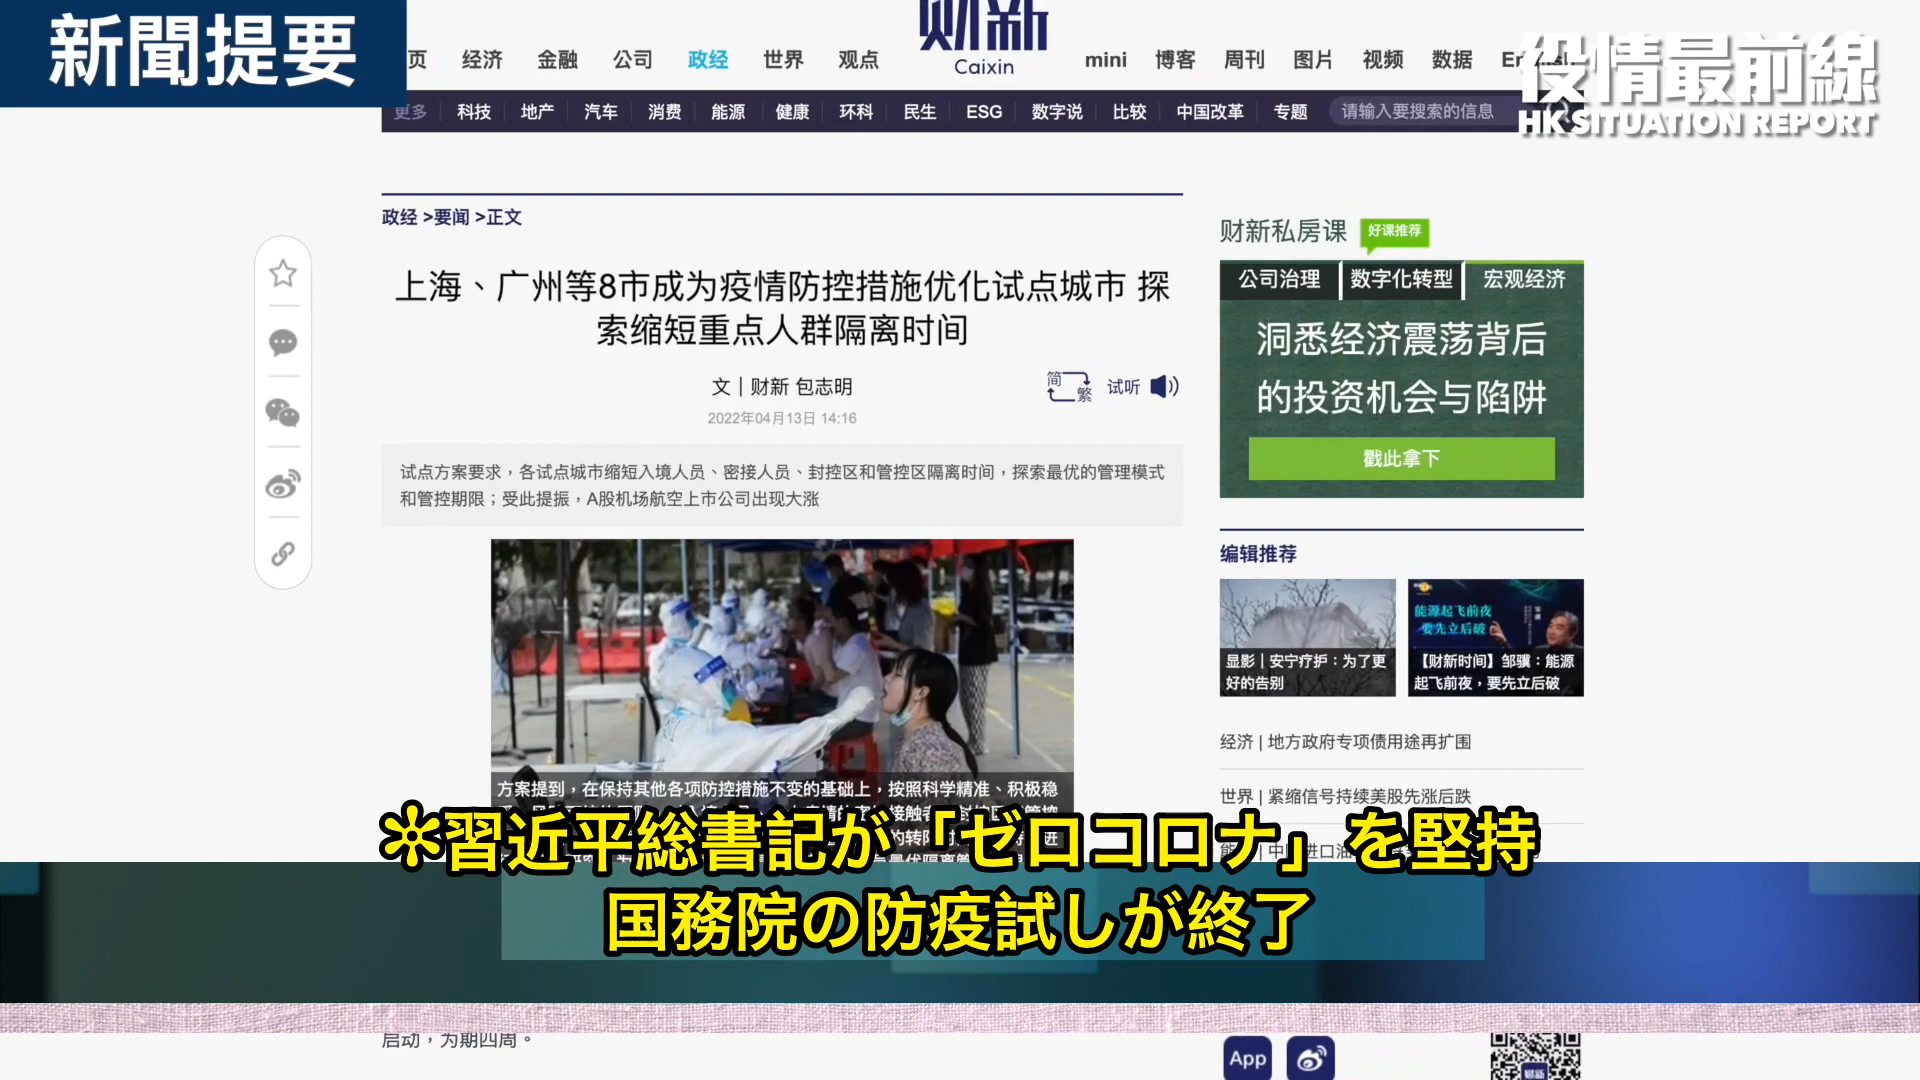 新聞提要
页 经济 金融 公司 政经 世界 观点 财新 Caixin mini 博客 周刊 图片 视频 数据
役情最前線
HK SITUATION REPORT
更多 科技 地产 汽车 消费 能源 健康 环科 民生 ESG 数字说 比较 中国改革 专题 请输入要搜索的信息
政经 >要闻 >正文
上海、广州等8市成为疫情防控措施优化试点城市 探
索缩短重点人群隔离时间
文｜财新 包志明
简 繁 试听
2022年04月13日 14:16
试点方案要求，各试点城市缩短入境人员、密接人员、封控区和管控区隔离时间，探索最优的管理模式
和管控期限；受此提振，A股机场航空上市公司出现大涨
方案提到，在保持其他各项防控措施不变的基础上，按照科学精准、积极稳
财新私房课 好课推荐
公司治理 数字化转型 宏观经济
洞悉经济震荡背后
的投资机会与陷阱
戳此拿下
编辑推荐
显影｜安宁疗护：为了更
好的告别
能源起飞前夜
要先立后破
【财新时间】邹骥：能源
起飞前夜，要先立后破
经济 | 地方政府专项债用途再扩围
世界 | 紧缩信号持续美股先涨后跌
※習近平総書記が「ゼロコロナ」を堅持
国務院の防疫試しが終了
启动，为期四周。
App
财新